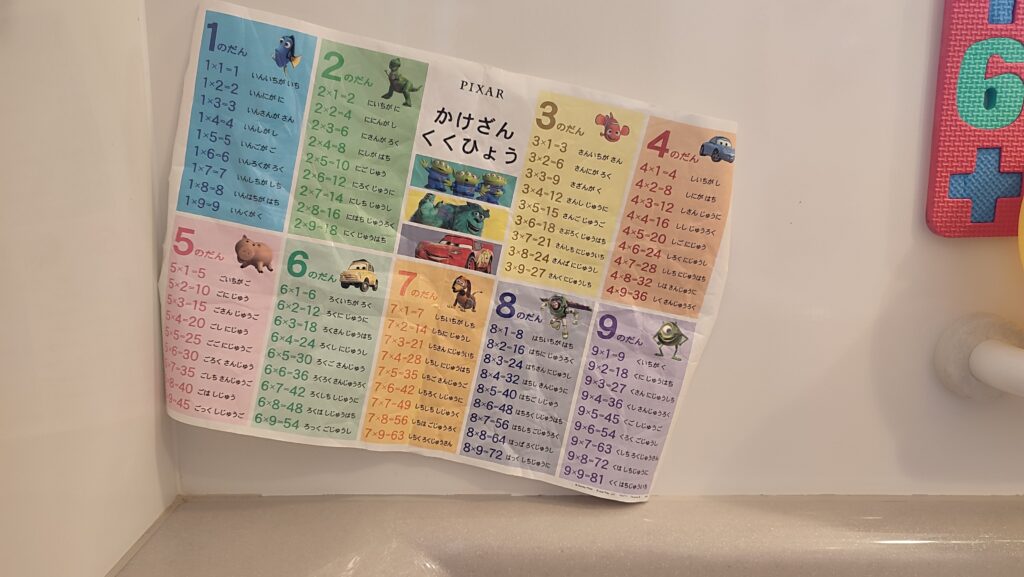 1のだん
1×1=1 いんいちが いち
1×2=2 いんにが に
1×3=3 いんさんが さん
1×4=4 いんしが し
1×5=5 いんごが ご
1×6=6 いんろくが ろく
1×7=7 いんしちが しち
1×8=8 いんはちが はち
1×9=9 いんくが く
2のだん
2×1=2 にいちが に
2×2=4 ににんが し
2×3=6 にさんが ろく
2×4=8 にしが はち
2×5=10 にご じゅう
2×6=12 にろく じゅうに
2×7=14 にしち じゅうし
2×8=16 にはち じゅうろく
2×9=18 にく じゅうはち
PIXAR
かけざん
くくひょう
3のだん
3×1=3 さんいちが さん
3×2=6 さんにが ろく
3×3=9 さざんが く
3×4=12 さんし じゅうに
3×5=15 さんご じゅうご
3×6=18 さぶろく じゅうはち
3×7=21 さんしち にじゅういち
3×8=24 さんぱ にじゅうし
3×9=27 さんく にじゅうしち
4のだん
4×1=4 しいちが し
4×2=8 しにが はち
4×3=12 しさん じゅうに
4×4=16 しし じゅうろく
4×5=20 しご にじゅう
4×6=24 しろく にじゅうし
4×7=28 ししち にじゅうはち
4×8=32 しは さんじゅうに
4×9=36 しく さんじゅうろく
5のだん
5×1=5 ごいちが ご
5×2=10 ごに じゅう
5×3=15 ごさん じゅうご
5×4=20 ごし にじゅう
5×5=25 ごご にじゅうご
×6=30 ごろく さんじゅう
×7=35 ごしち さんじゅうご
×8=40 ごは しじゅう
9=45 ごっく しじゅうご
6のだん
6×1=6 ろくいちが ろく
6×2=12 ろくに じゅうに
6×3=18 ろくさん じゅうはち
6×4=24 ろくし にじゅうし
6×5=30 ろくご さんじゅう
6×6=36 ろくろく さんじゅうろく
6×7=42 ろくしち しじゅうに
6×8=48 ろくは しじゅうはち
6×9=54 ろっく ごじゅうし
7のだん
7×1=7 しちいちが しち
7×2=14 しちに じゅうし
7×3=21 しちさん にじゅういち
7×4=28 しちし にじゅうはち
7×5=35 しちご さんじゅうご
7×6=42 しちろく しじゅうに
7×7=49 しちしち しじゅうく
7×8=56 しちは ごじゅうろく
7×9=63 しちく ろくじゅうさん
8のだん
8×1=8 はちいちが はち
8×2=16 はちに じゅうろく
8×3=24 はちさん にじゅうし
8×4=32 はちし さんじゅうに
8×5=40 はちご しじゅう
8×6=48 はちろく しじゅうはち
8×7=56 はちしち ごじゅうろく
8×8=64 はっぱ ろくじゅうし
8×9=72 はっく しちじゅうに
9のだん
9×1=9 くいちが く
9×2=18 くに じゅうはち
9×3=27 くさん にじゅうしち
9×4=36 くし さんじゅうろく
9×5=45 くご しじゅうご
9×6=54 くろく ごじゅうし
9×7=63 くしち ろくじゅうさん
9×8=72 くは しちじゅうに
9×9=81 くく はちじゅういち
6
+